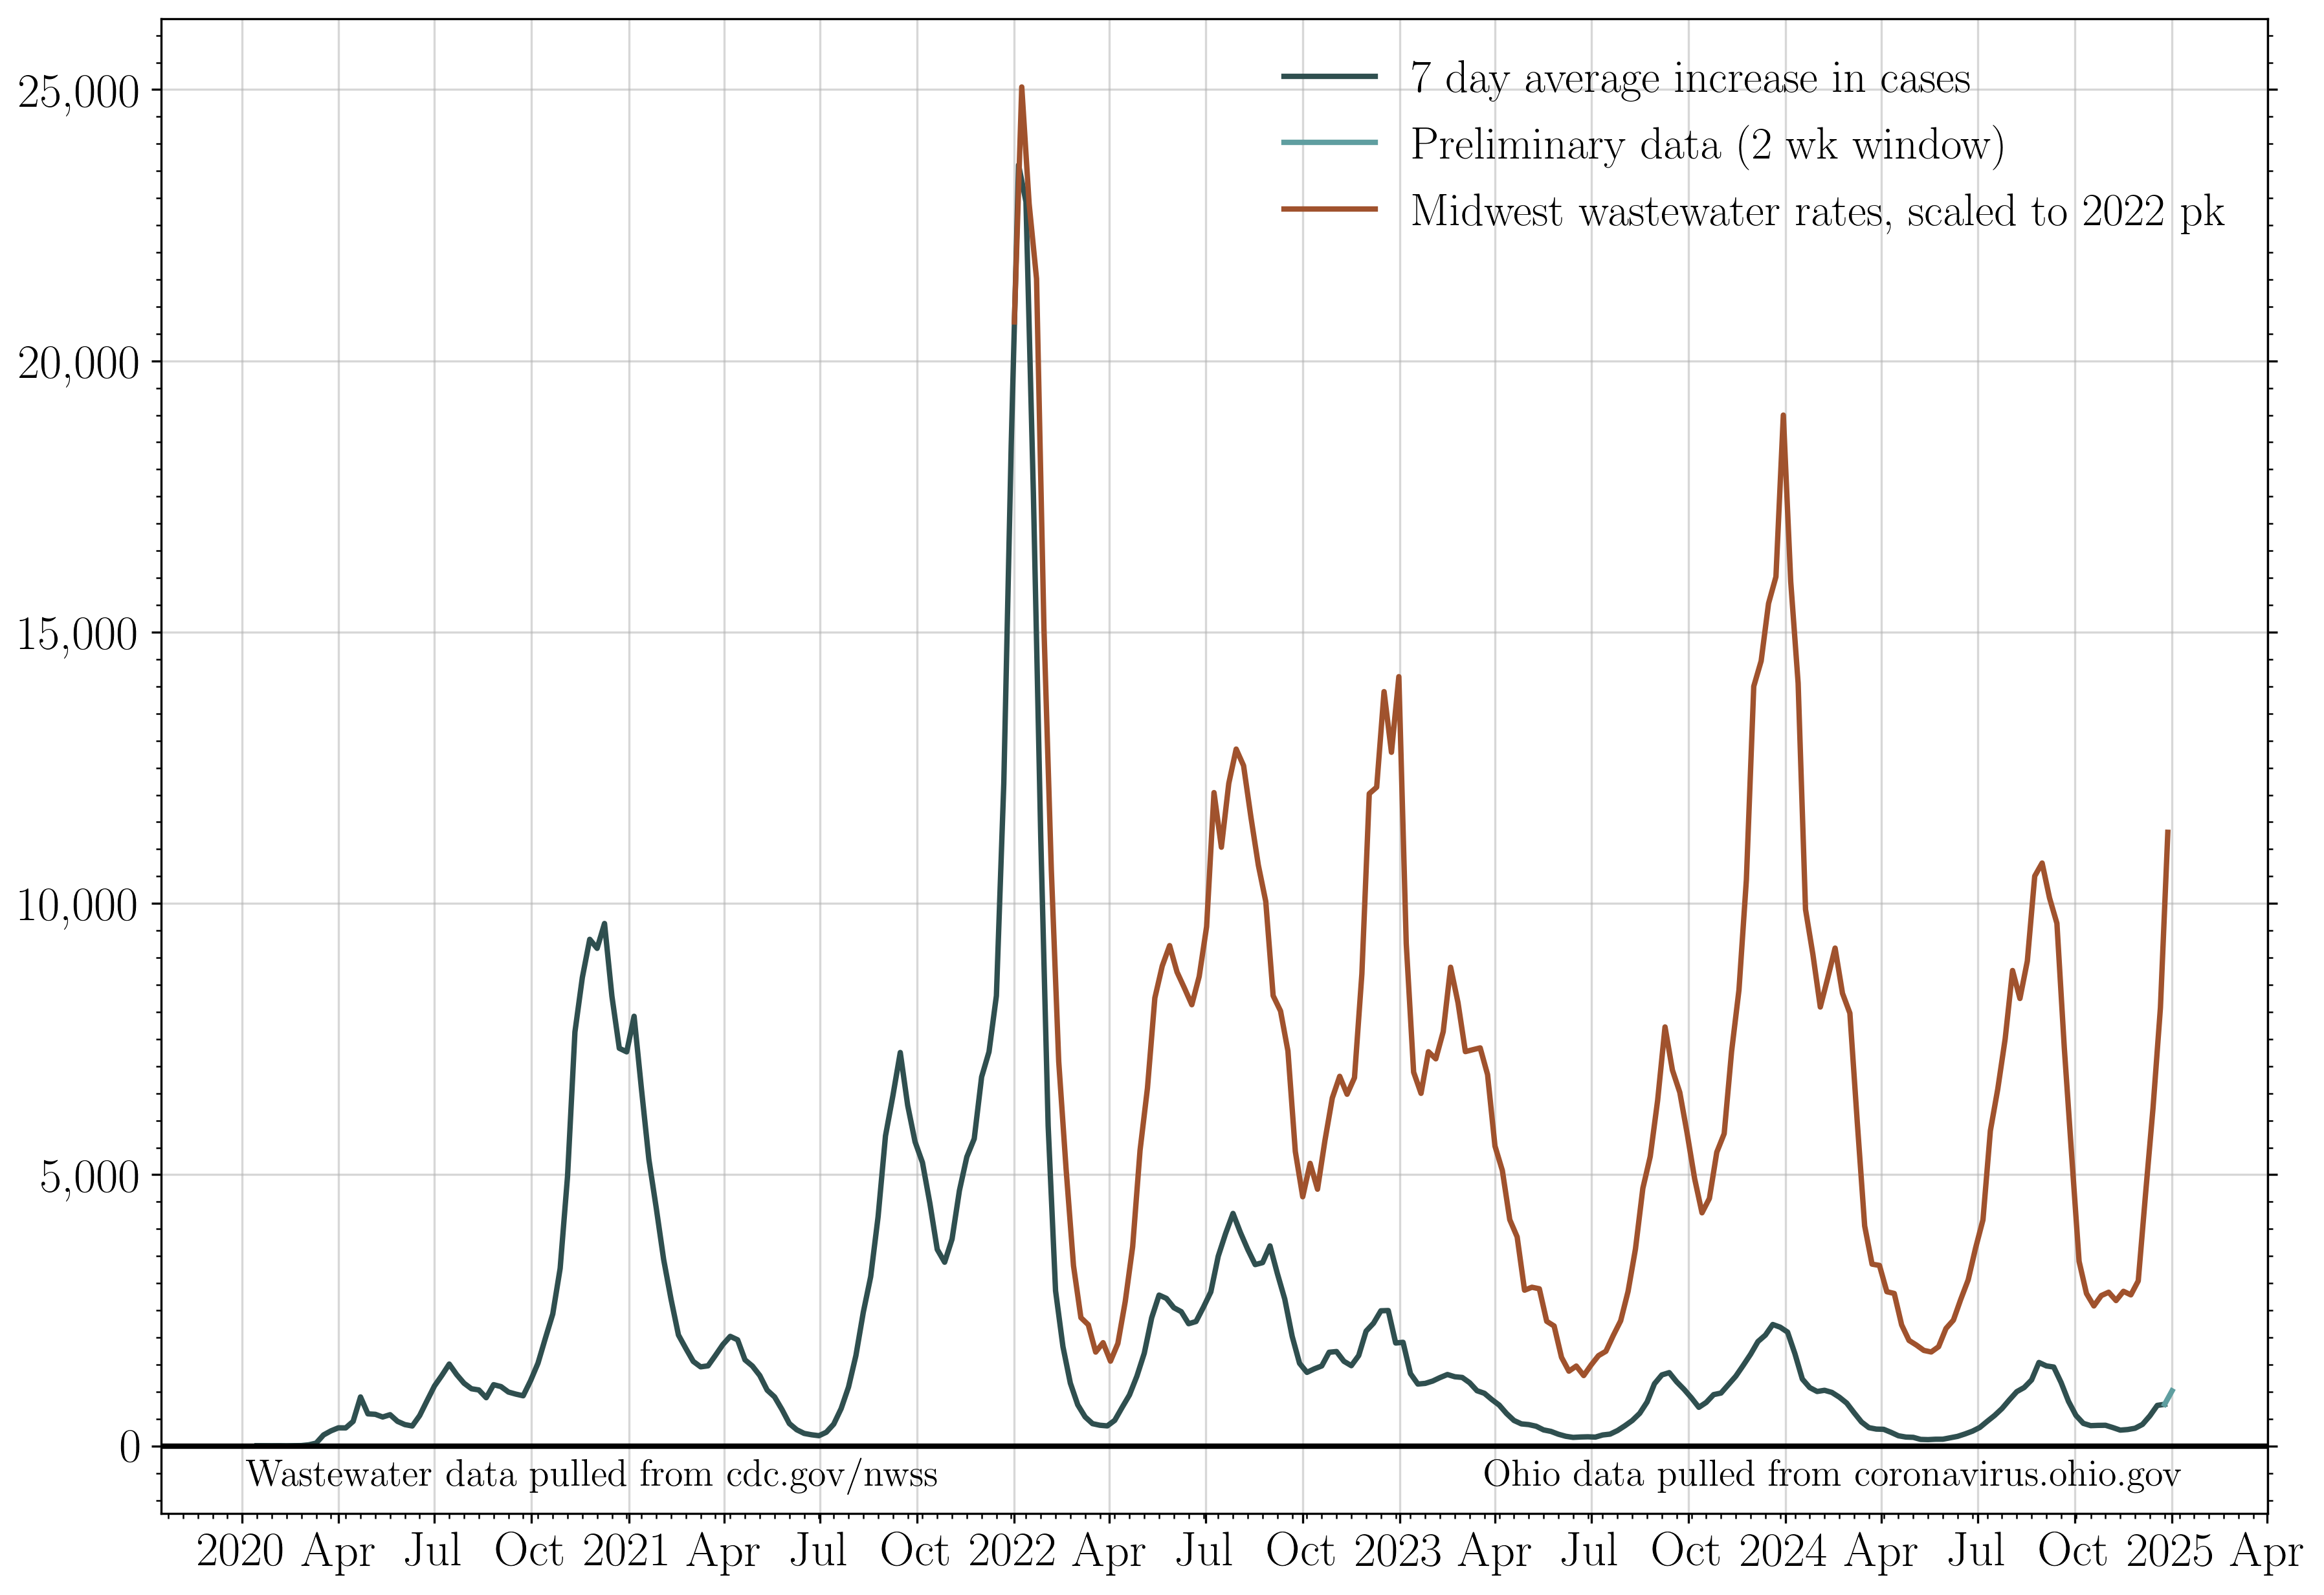 25,000
20,000
15,000
10,000
5,000
0
7 day average increase in cases
Preliminary data (2 wk window)
Midwest wastewater rates, scaled to 2022 pk
Wastewater data pulled from cdc.gov/nwss
Ohio data pulled from coronavirus.ohio.gov
2020 Apr Jul Oct 2021 Apr Jul Oct 2022 Apr Jul Oct 2023 Apr Jul Oct 2024 Apr Jul Oct 2025 Apr